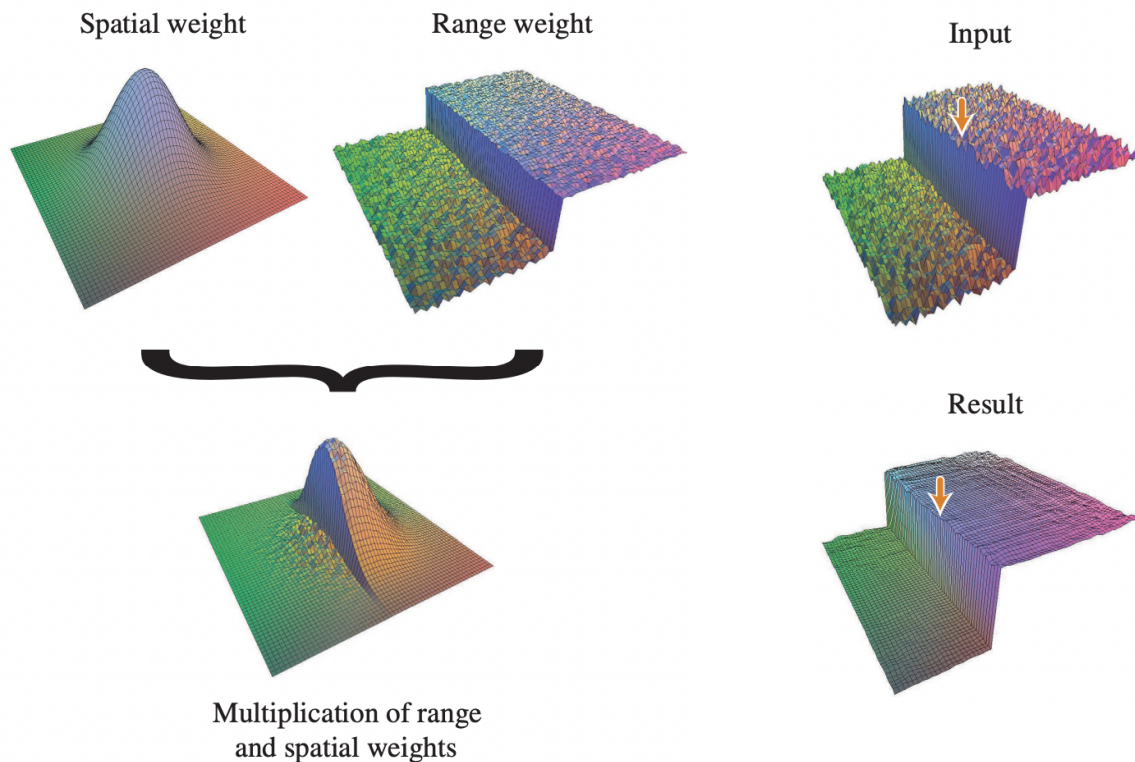 Spatial weight
Range weight
Input
Result
Multiplication of range
and spatial weights